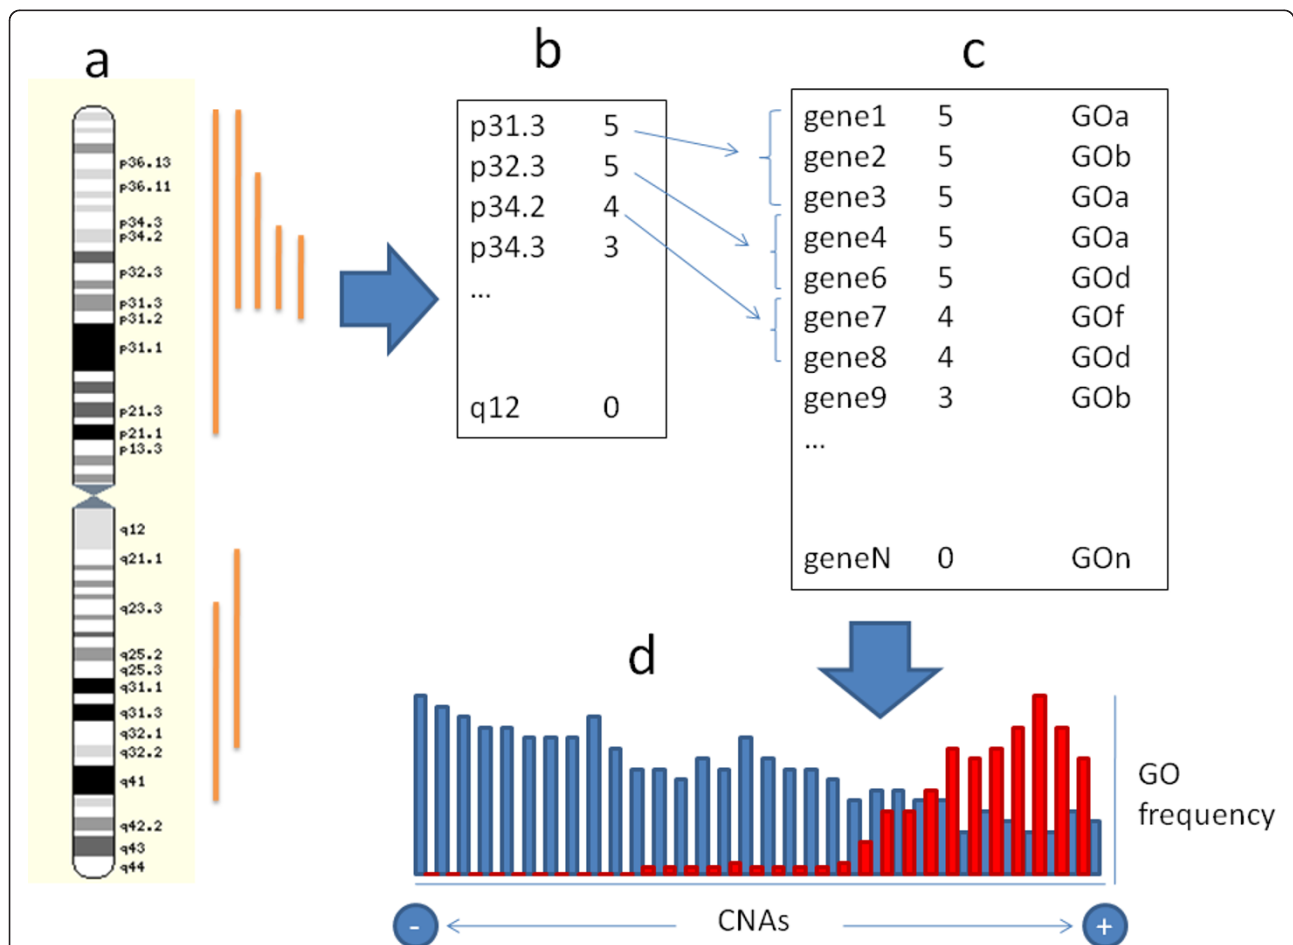 a
p36.13
p36.11
p34.3
p34.2
p32.3
p31.3
p31.2
p31.1
p21.3
p21.1
p13.3
q12
q21.1
q23.3
q25.2
q25.3
q31.1
q31.3
q32.1
q32.2
q41
q42.2
q43
q44
b
p31.3 5
p32.3 5
p34.2 4
p34.3 3
...
q12 0
c
gene1 5 GOa
gene2 5 GOb
gene3 5 GOa
gene4 5 GOa
gene6 5 GOd
gene7 4 GOf
gene8 4 GOd
gene9 3 GOb
...
geneN 0 GOn
d
GO
frequency
- CNAs +